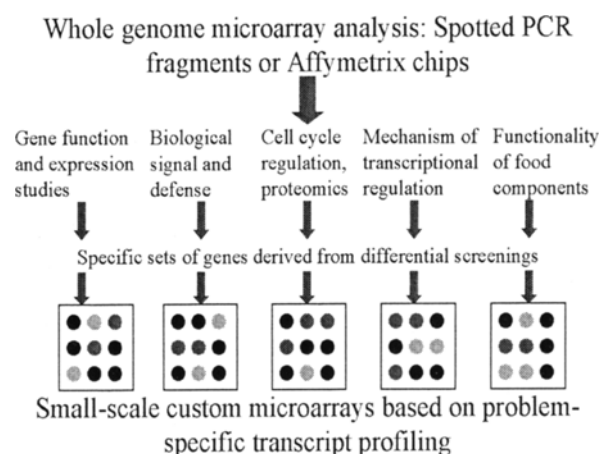 Whole genome microarray analysis: Spotted PCR
fragments or Affymetrix chips
Gene function
and expression
studies
Biological
signal and
defense
Cell cycle
regulation,
proteomics
Mechanism of
transcriptional
regulation
Functionality
of food
components
Specific sets of genes derived from differential screenings
Small-scale custom microarrays based on problem-
specific transcript profiling